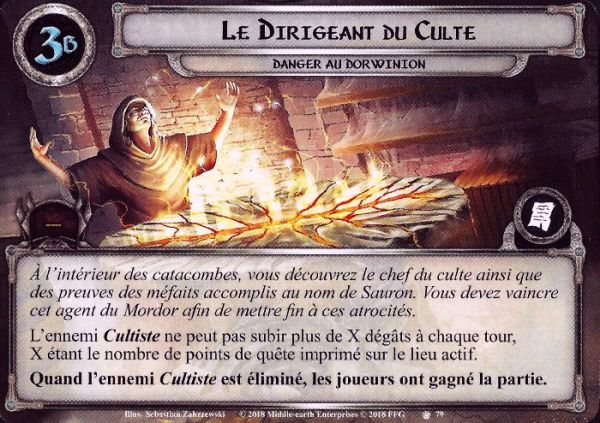 3B
LE DIRIGEANT DU CULTE
DANGER AU DORWINION
À l'intérieur des catacombes, vous découvrez le chef du culte ainsi que
des preuves des méfaits accomplis au nom de Sauron. Vous devez vaincre
cet agent du Mordor afin de mettre fin à ces atrocités.
L'ennemi Cultiste ne peut pas subir plus de X dégâts à chaque tour,
X étant le nombre de points de quête imprimé sur le lieu actif.
Quand l'ennemi Cultiste est éliminé, les joueurs ont gagné la partie.
Illus. Sebastian Zakrzewski © 2018 Middle-earth Enterprises © 2018 FFG 79